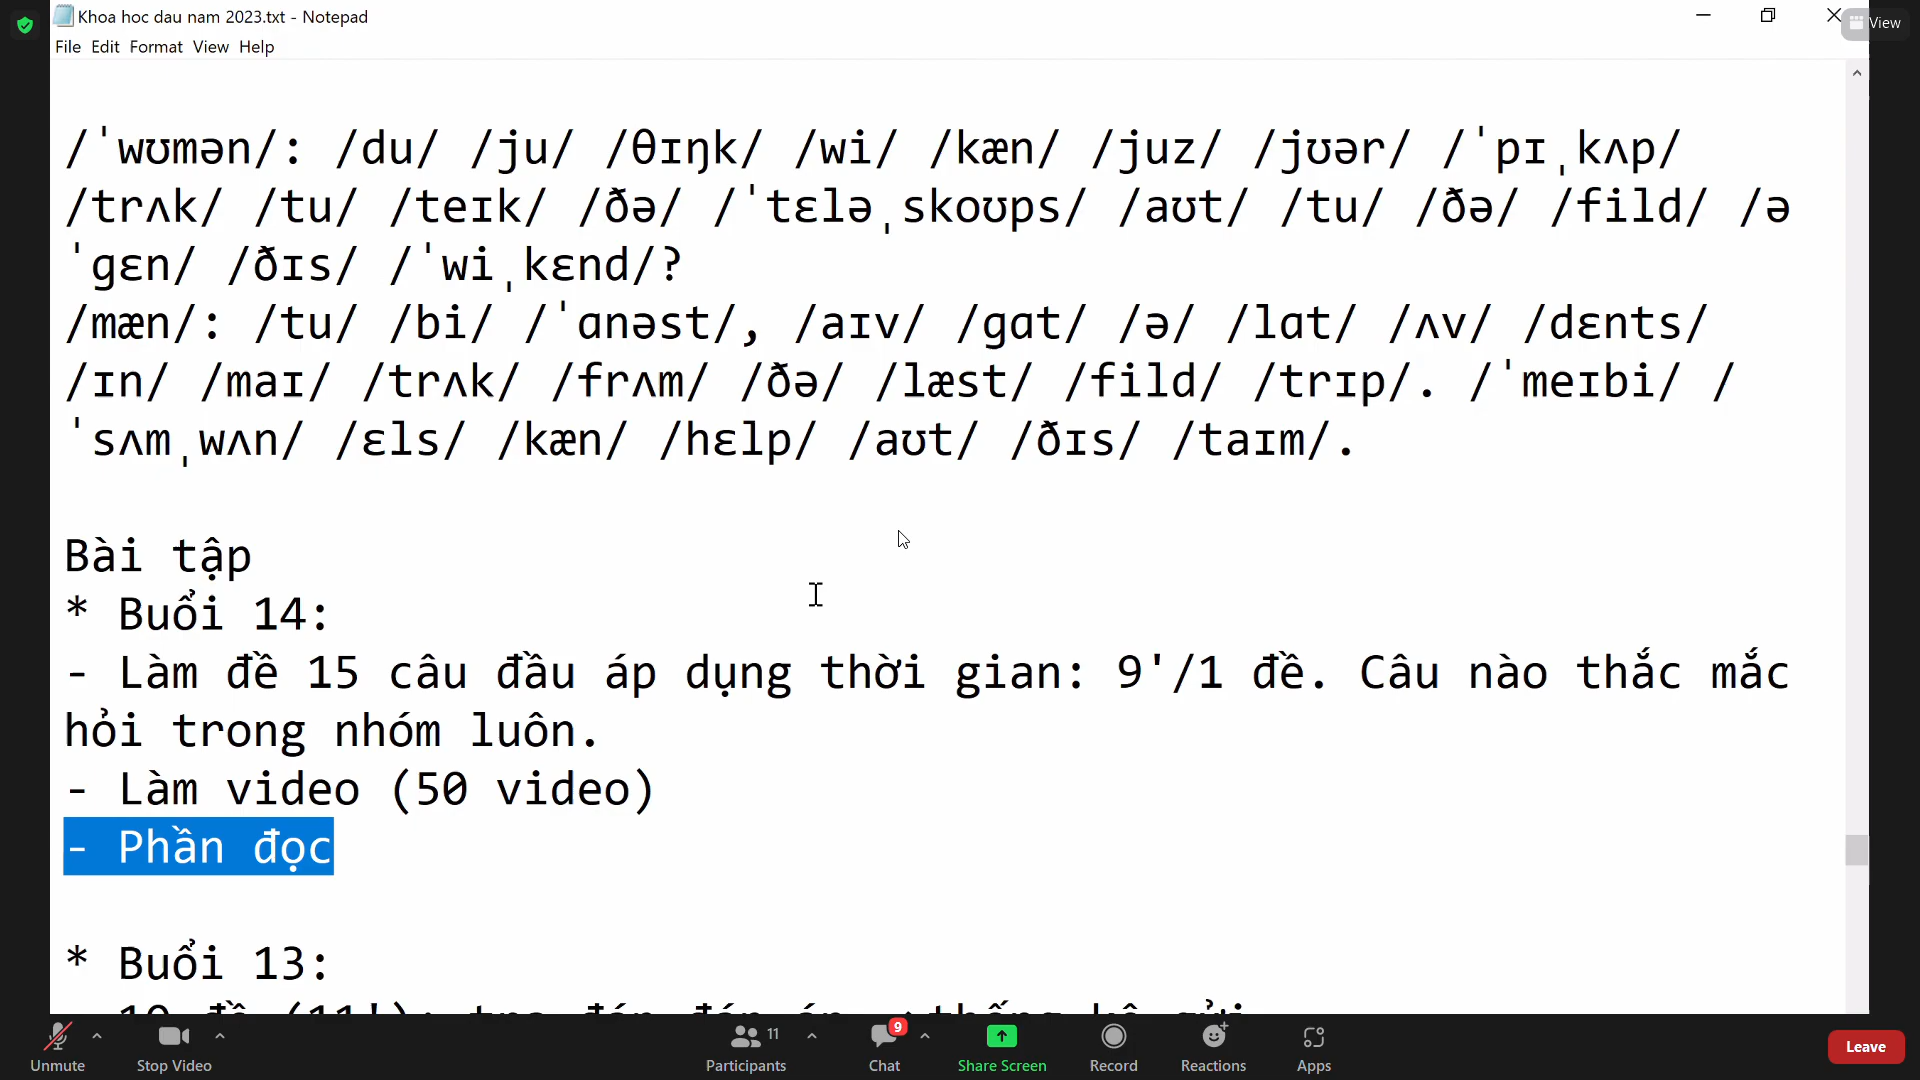 Khoa hoc dau nam 2023.txt - Notepad
View
File Edit Format View Help
/ˈwʊmən/: /du/ /ju/ /θɪŋk/ /wi/ /kæn/ /juz/ /jʊər/ /ˈpɪˌkʌp/
/trʌk/ /tu/ /teɪk/ /ðə/ /ˈtɛləˌskoʊps/ /aʊt/ /tu/ /ðə/ /fild/ /ə
ˈgɛn/ /ðɪs/ /ˈwiˌkɛnd/?
/mæn/: /tu/ /bi/ /ˈɑnəst/, /aɪv/ /gɑt/ /ə/ /lɑt/ /ʌv/ /dɛnts/
/ɪn/ /maɪ/ /trʌk/ /frʌm/ /ðə/ /læst/ /fild/ /trɪp/. /ˈmeɪbi/ /
ˈsʌmˌwʌn/ /ɛls/ /kæn/ /hɛlp/ /aʊt/ /ðɪs/ /taɪm/.
Bài tập
* Buổi 14:
- Làm đề 15 câu đầu áp dụng thời gian: 9'/1 đề. Câu nào thắc mắc
hỏi trong nhóm luôn.
- Làm video (50 video)
- Phần đọc
* Buổi 13:
11 9
Unmute Stop Video Participants Chat Share Screen Record Reactions Apps Leave